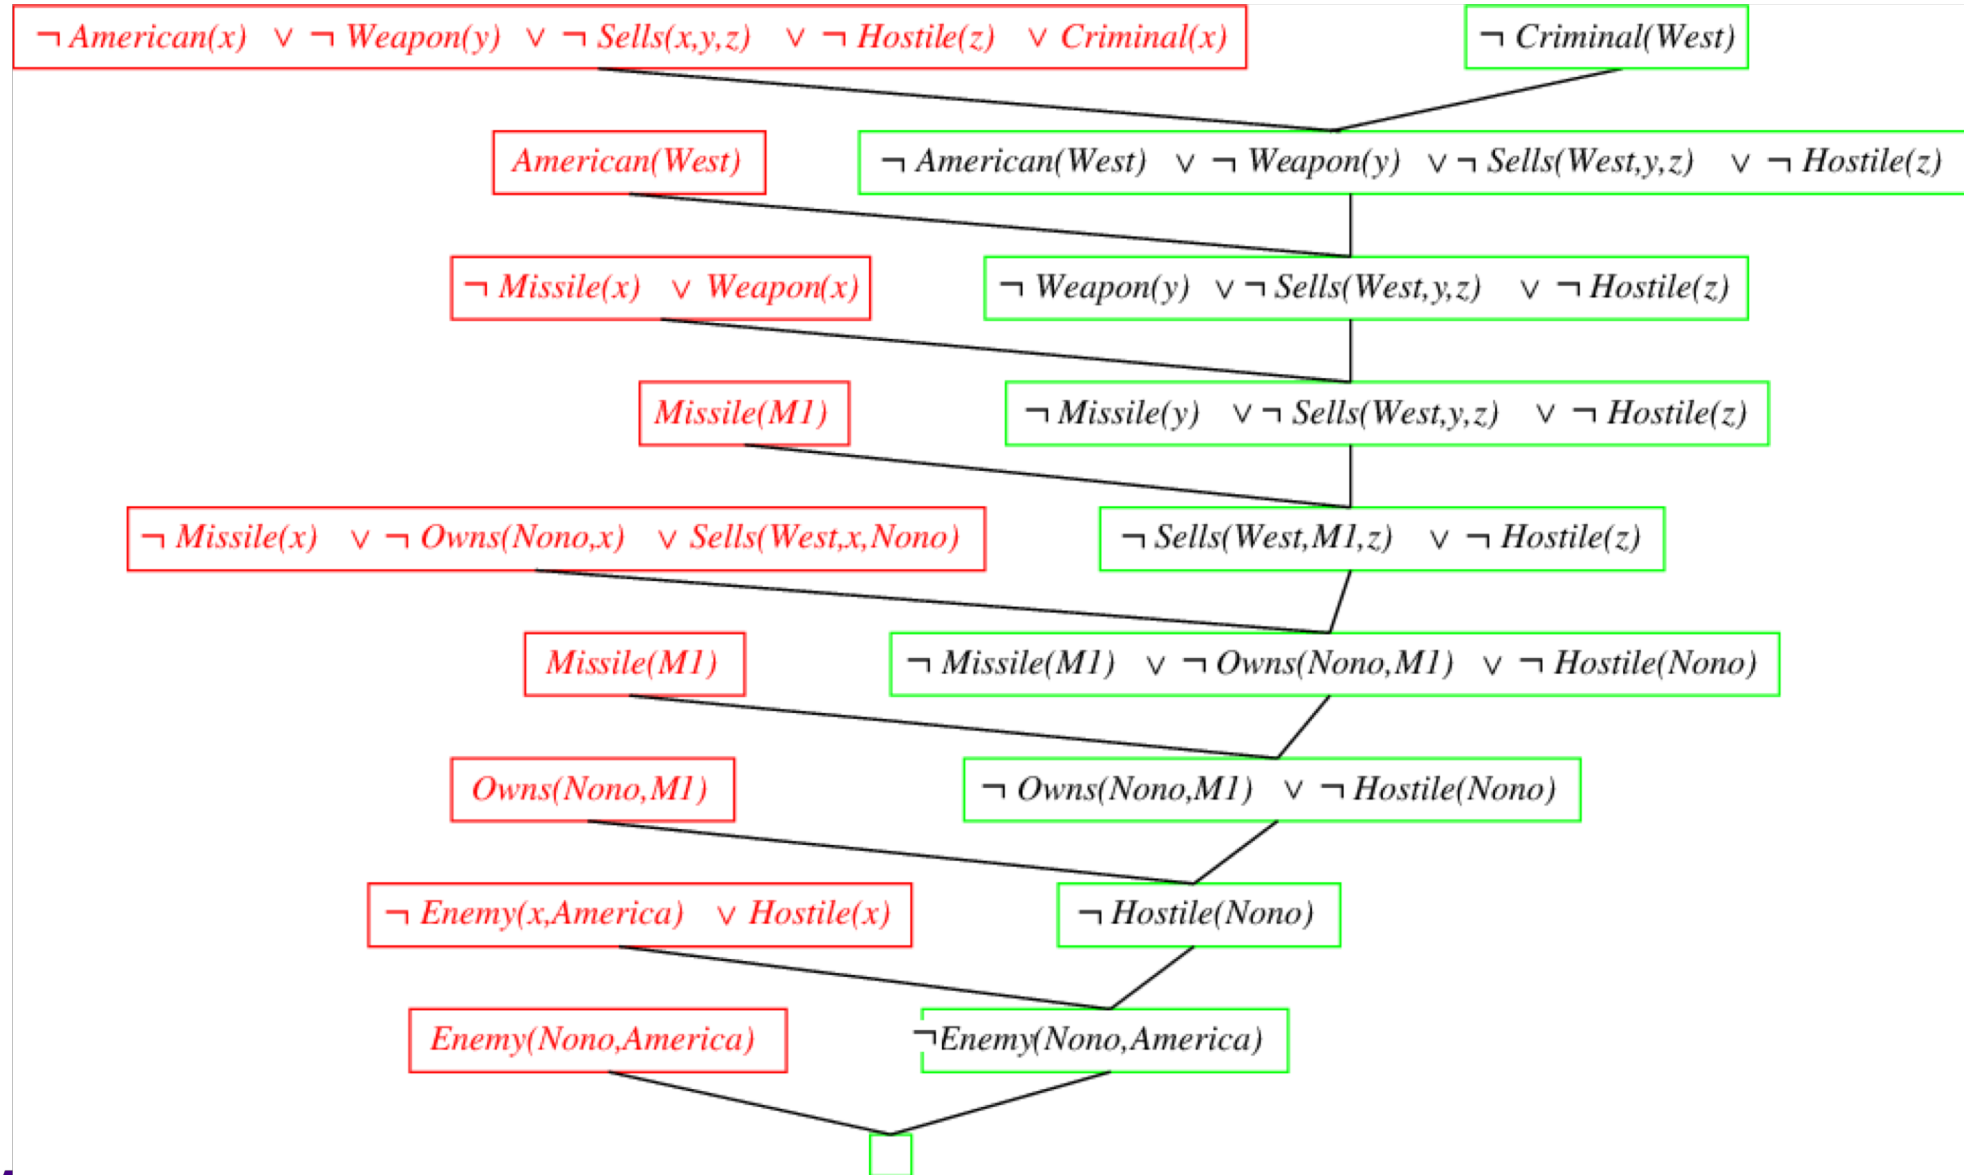 ¬ American(x) ∨ ¬ Weapon(y) ∨ ¬ Sells(x,y,z) ∨ ¬ Hostile(z) ∨ Criminal(x)
¬ Criminal(West)
American(West)
¬ American(West) ∨ ¬ Weapon(y) ∨ ¬ Sells(West,y,z) ∨ ¬ Hostile(z)
¬ Missile(x) ∨ Weapon(x)
¬ Weapon(y) ∨ ¬ Sells(West,y,z) ∨ ¬ Hostile(z)
Missile(M1)
¬ Missile(y) ∨ ¬ Sells(West,y,z) ∨ ¬ Hostile(z)
¬ Missile(x) ∨ ¬ Owns(Nono,x) ∨ Sells(West,x,Nono)
¬ Sells(West,M1,z) ∨ ¬ Hostile(z)
Missile(M1)
¬ Missile(M1) ∨ ¬ Owns(Nono,M1) ∨ ¬ Hostile(Nono)
Owns(Nono,M1)
¬ Owns(Nono,M1) ∨ ¬ Hostile(Nono)
¬ Enemy(x,America) ∨ Hostile(x)
¬ Hostile(Nono)
Enemy(Nono,America)
¬Enemy(Nono,America)